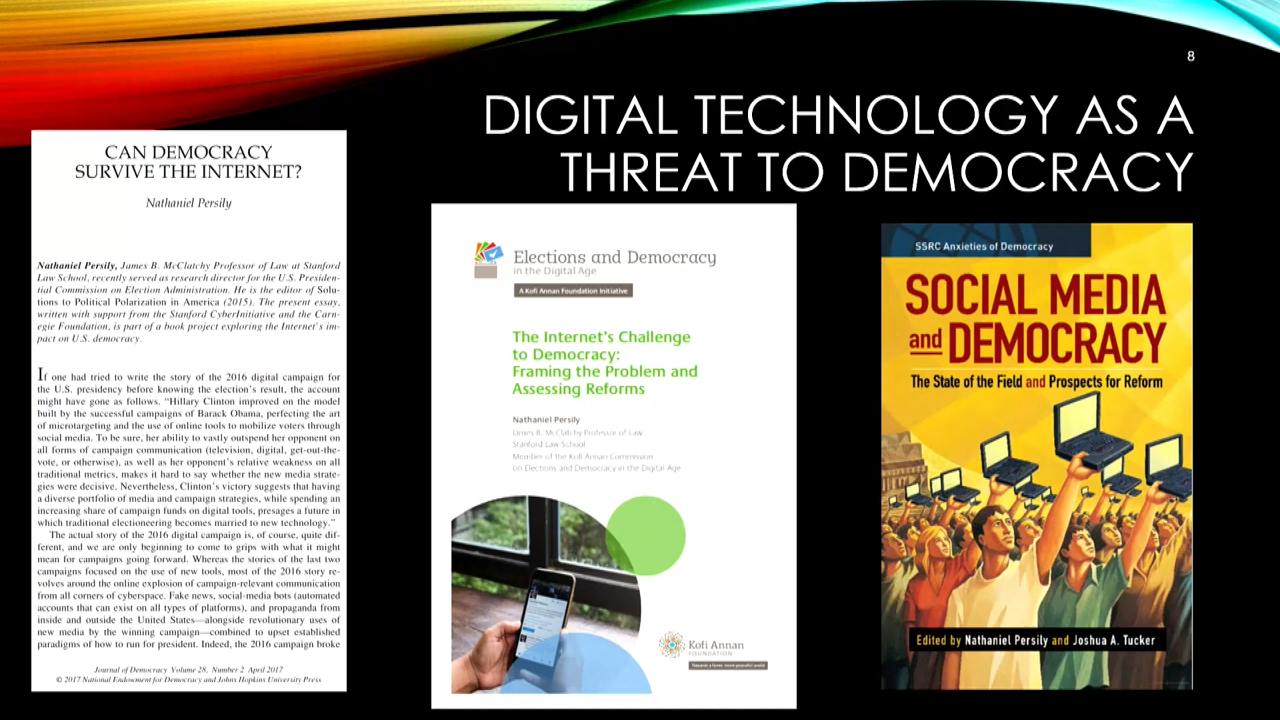 8
DIGITAL TECHNOLOGY AS A
THREAT TO DEMOCRACY
CAN DEMOCRACY
SURVIVE THE INTERNET?
Nathaniel Persily
Nathaniel Persily, James B. McClatchy Professor of Law at Stanford
Law School, recently served as research director for the U.S. Presiden-
tial Commission on Election Administration. He is the editor of Solu-
tions to Political Polarization in America (2015). The present essay,
written with support from the Stanford CyberInitiative and the Carn-
egie Foundation, is part of a book project exploring the Internet's im-
pact on U.S. democracy.
If one had tried to write the story of the 2016 digital campaign for
the U.S. presidency before knowing the election's result, the account
might have gone as follows. “Hillary Clinton improved on the model
built by the successful campaigns of Barack Obama, perfecting the art
of microtargeting and the use of online tools to mobilize voters through
social media. To be sure, her ability to vastly outspend her opponent on
all forms of campaign communication (television, digital, get-out-the-
vote, or otherwise), as well as her opponent's relative weakness on all
traditional metrics, makes it hard to say whether the new media strate-
gies were decisive. Nevertheless, Clinton's victory suggests that having
a diverse portfolio of media and campaign strategies, while spending an
increasing share of campaign funds on digital tools, presages a future in
which traditional electioneering becomes married to new technology.”
The actual story of the 2016 digital campaign is, of course, quite dif-
ferent, and we are only beginning to come to grips with what it might
mean for campaigns going forward. Whereas the stories of the last two
campaigns focused on the use of new tools, most of the 2016 story re-
volves around the online explosion of campaign-relevant communication
from all corners of cyberspace. Fake news, social-media bots (automated
accounts that can exist on all types of platforms), and propaganda from
inside and outside the United States—alongside revolutionary uses of
new media by the winning campaign—combined to upset established
paradigms of how to run for president. Indeed, the 2016 campaign broke
Journal of Democracy Volume 28, Number 2 April 2017
© 2017 National Endowment for Democracy and Johns Hopkins University Press
Elections and Democracy
in the Digital Age
A Kofi Annan Foundation Initiative
The Internet's Challenge
to Democracy:
Framing the Problem and
Assessing Reforms
Nathaniel Persily
James B. McClatchy Professor of Law
Stanford Law School
Member of the Kofi Annan Commission
on Elections and Democracy in the Digital Age
Kofi Annan
FOUNDATION
Towards a fairer, more peaceful world
SSRC Anxieties of Democracy
SOCIAL MEDIA
and DEMOCRACY
The State of the Field and Prospects for Reform
Edited by Nathaniel Persily and Joshua A. Tucker